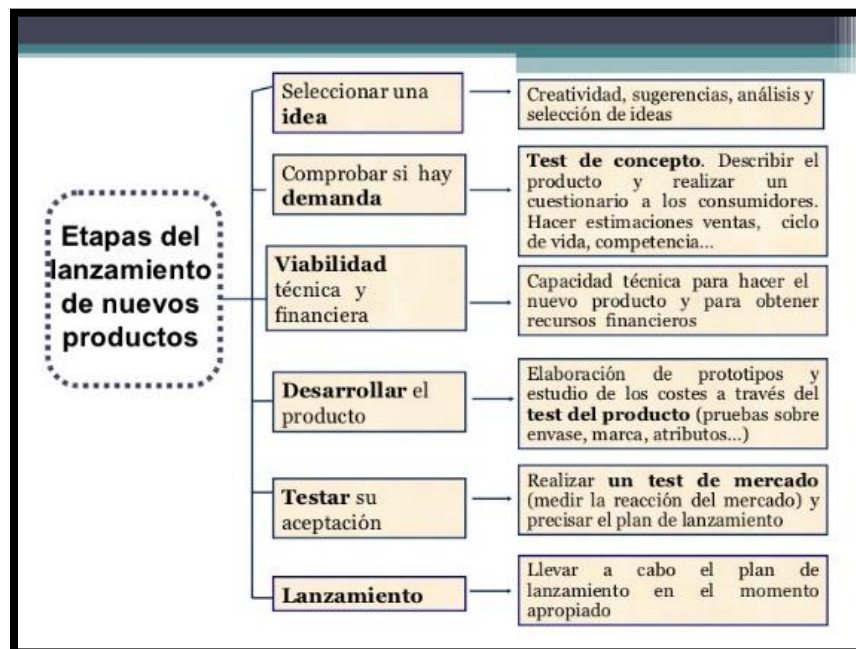 Etapas del
lanzamiento
de nuevos
productos
Seleccionar una
idea
Creatividad, sugerencias, análisis y
selección de ideas
Comprobar si hay
demanda
Test de concepto. Describir el
producto y realizar un
cuestionario a los consumidores.
Hacer estimaciones ventas, ciclo
de vida, competencia...
Viabilidad
técnica y
financiera
Capacidad técnica para hacer el
nuevo producto y para obtener
recursos financieros
Desarrollar el
producto
Elaboración de prototipos y
estudio de los costes a través del
test del producto (pruebas sobre
envase, marca, atributos...)
Testar su
aceptación
Realizar un test de mercado
(medir la reacción del mercado) y
precisar el plan de lanzamiento
Lanzamiento
Llevar a cabo el plan de
lanzamiento en el momento
apropiado